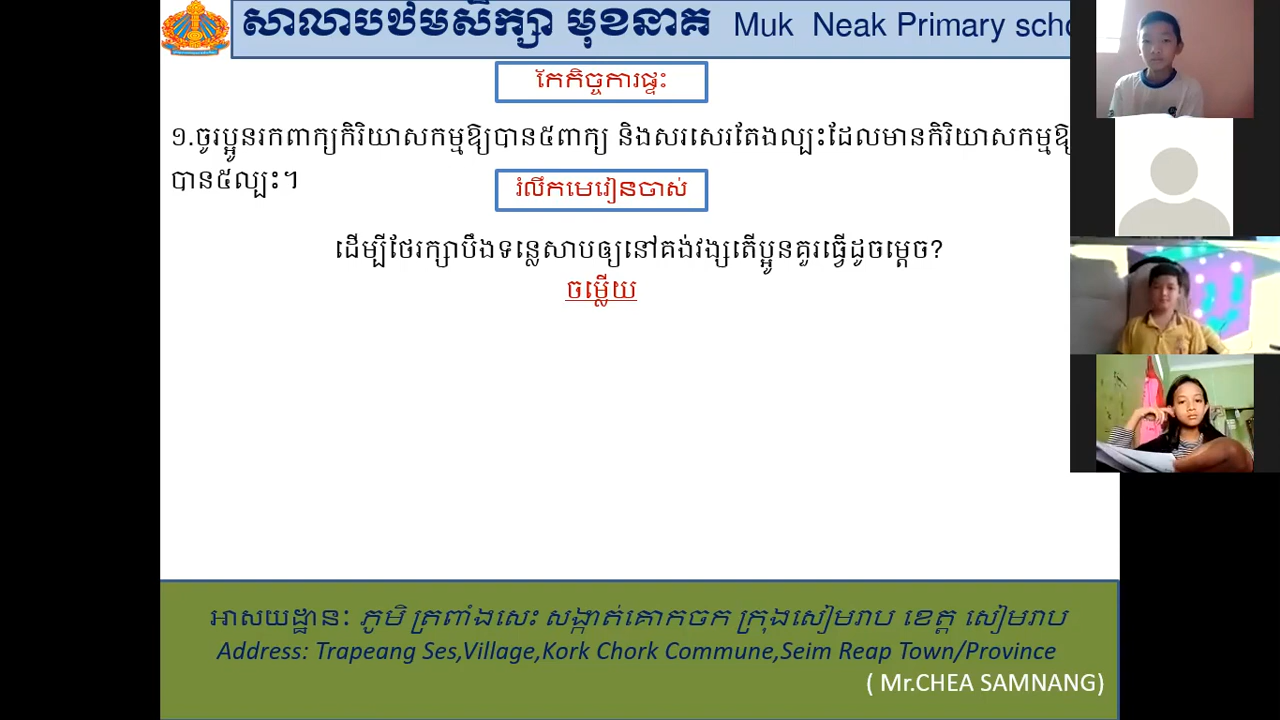 សាលាបឋមសិក្សា មុខនាគ Muk Neak Primary scho
កែកិច្ចការផ្ទះ
១.ចូរប្អូនរកពាក្យកិរិយាសកម្មឱ្យបាន៥ពាក្យ និងសរសេរតែងល្បះដែលមានកិរិយាសកម្មឱ្យ
បាន៥ល្បះ។
រំលឹកមេរៀនចាស់
ដើម្បីថែរក្សាបឹងទន្លេសាបឲ្យនៅគង់វង្សតើប្អូនគួរធ្វើដូចម្ដេច?
ចម្លើយ
អាសយដ្ឋាន: ភូមិ ត្រពាំងសេះ សង្កាត់គោកចក ក្រុងសៀមរាប ខេត្ត សៀមរាប
Address: Trapeang Ses,Village,Kork Chork Commune,Seim Reap Town/Province
( Mr.CHEA SAMNANG)